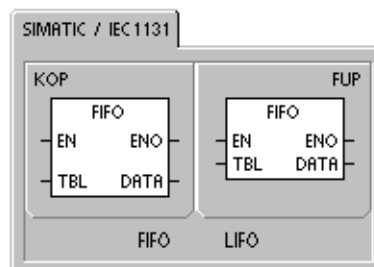 SIMATIC / IEC1131
KOP
FUP
FIFO
EN ENO
TBL DATA
FIFO
EN ENO
TBL DATA
FIFO LIFO